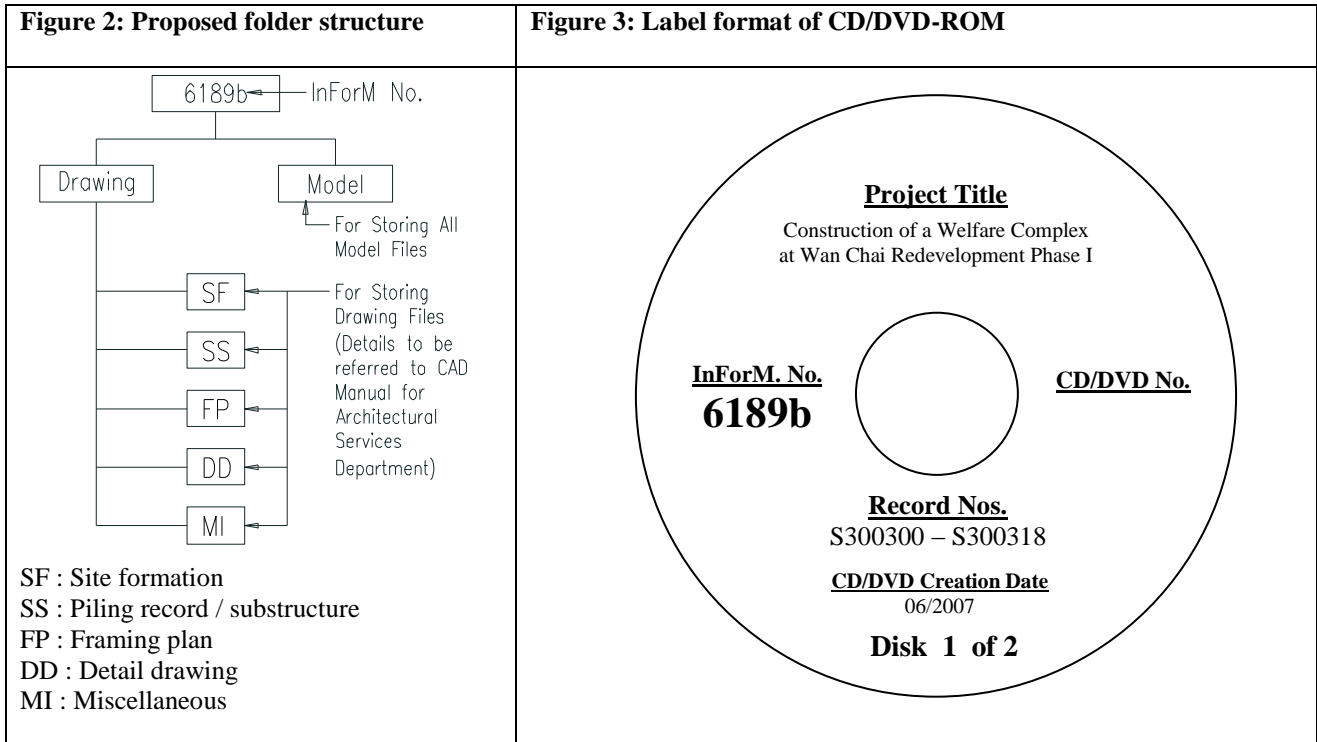 Figure 2: Proposed folder structure
Figure 3: Label format of CD/DVD-ROM
6189b
InForM No.
Drawing
Model
For Storing All
Model Files
SF
SS
FP
DD
MI
For Storing
Drawing Files
(Details to be
referred to CAD
Manual for
Architectural
Services
Department)
SF : Site formation
SS : Piling record / substructure
FP : Framing plan
DD : Detail drawing
MI : Miscellaneous
Project Title
Construction of a Welfare Complex
at Wan Chai Redevelopment Phase I
InForM. No.
6189b
CD/DVD No.
Record Nos.
S300300 – S300318
CD/DVD Creation Date
06/2007
Disk 1 of 2